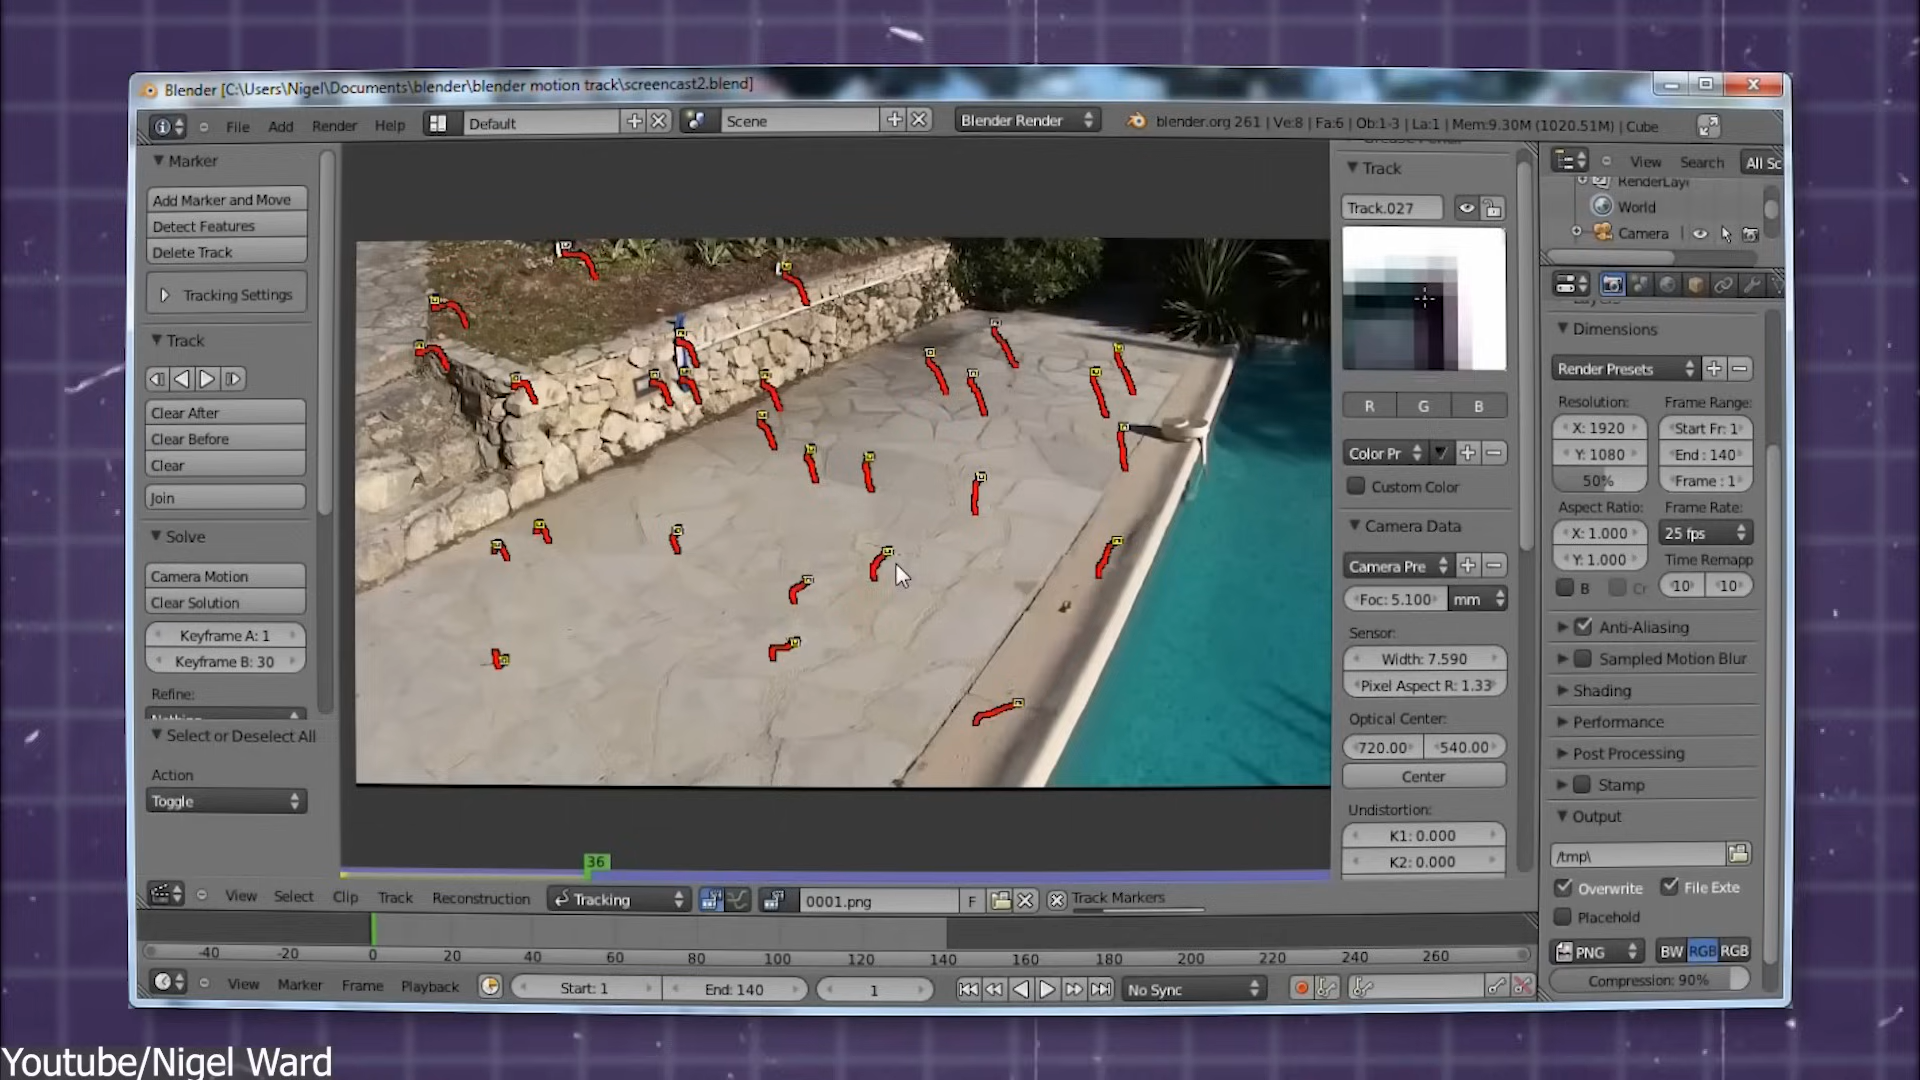 Blender [C:\Users\Nigel\Documents\blender\blender motion track\screencast2.blend]
File Add Render Help Default Scene Blender Render blender.org 261 | Ve:8 | Fa:6 | Ob:1-3 | La:1 | Mem:9.30M (1020.51M) | Cube
Marker
Add Marker and Move
Detect Features
Delete Track
Tracking Settings
Track
Clear After
Clear Before
Clear
Join
Solve
Camera Motion
Clear Solution
Keyframe A: 1
Keyframe B: 30
Refine:
Select or Deselect All
Action
Toggle
Track
Track.027
R G B
Color Pr
Custom Color
Camera Data
Camera Pre
Foc: 5.100 mm
Sensor:
Width: 7.590
Pixel Aspect R: 1.33
Optical Center:
720.00 540.00
Center
Undistortion:
K1: 0.000
K2: 0.000
View Search All Sc
RenderLay
World
Camera
Dimensions
Render Presets
Resolution: Frame Range:
X: 1920 Start Fr: 1
Y: 1080 End : 140
50% Frame : 1
Aspect Ratio: Frame Rate:
X: 1.000 25 fps
Y: 1.000 Time Remapp
B Cr 10 10
Anti-Aliasing
Sampled Motion Blur
Shading
Performance
Post Processing
Stamp
Output
/tmp\
Overwrite File Exte
Placehold
PNG BW RGB RGB
Compression: 90%
36
View Select Clip Track Reconstruction Tracking 0001.png F Track Markers
-40 -20 0 20 40 60 80 100 120 140 160 180 200 220 240 260
View Marker Frame Playback Start: 1 End: 140 1 No Sync
Youtube/Nigel Ward